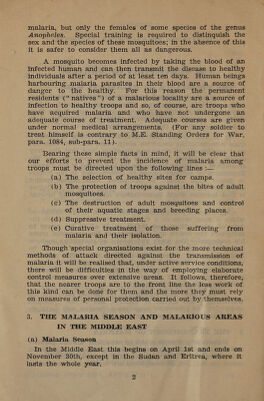 malaria, but only the females of some species of the genus
Anopheles. Special training is required to distinguish the
sex and the species of these mosquitoes; in the absence of this
it is safer to consider them all as dangerous.
A mosquito becomes infected by taking the blood of an
infected human and can then transmit the disease to healthy
individuals after a period of at least ten days. Human beings
harbouring malaria parasites in their blood are a source of
danger to the healthy. For this reason the permanent
residents ("natives") of a malarious locality are a source of
infection to healthy troops and so, of course, are troops who
have acquired malaria and who have not undergone an
adequate course of treatment. Adequate courses are given
under normal medical arrangements. (For any soldier to
treat himself is contrary to M.E. Standing Orders for War,
para. 1084, sub-para. 11).
Bearing these simple facts in mind, it will be clear that
our efforts to prevent the incidence of malaria among
troops must be directed upon the following lines :—
(a) The selection of healthy sites for camps.
(b) The protection of troops against the bites of adult
mosquitoes.
(c) The destruction of adult mosquitoes and control
of their aquatic stages and breeding places.
(d) Suppressive treatment.
(e) Curative treatment of those suffering from
malaria and their isolation.
Though special organisations exist for the more technical
methods of attack directed against the transmission of
malaria it will be realised that, under active service conditions,
there will be difficulties in the way of employing elaborate
control measures over extensive areas. It follows, therefore,
that the nearer troops are to the front line the less work of
this kind can be done for them and the more they must rely
on measures of personal protection carried out by themselves.
3. THE MALARIA SEASON AND MALARIOUS AREAS
IN THE MIDDLE EAST
(a) Malaria Season
In the Middle East this begins on April 1st and ends on
November 30th, except in the Sudan and Eritrea, where it
lasts the whole year.
2